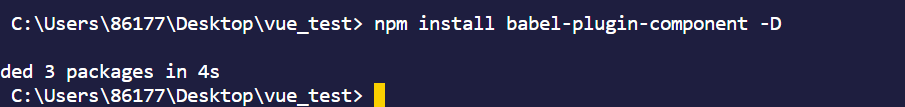 C:\Users\86177\Desktop\vue_test> npm install babel-plugin-component -D
ded 3 packages in 4s
C:\Users\86177\Desktop\vue_test>